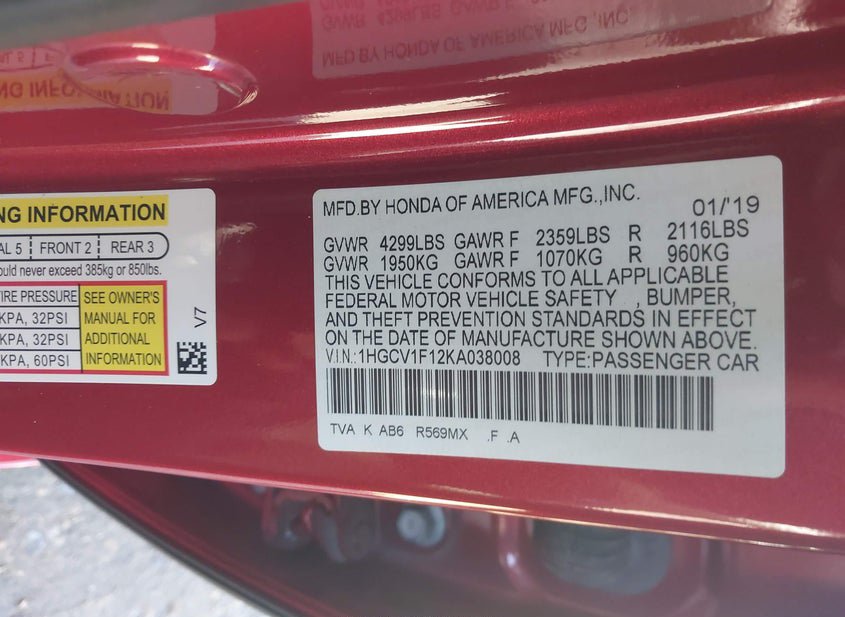 NG INFORMATION
AL 5 FRONT 2 REAR 3
ould never exceed 385kg or 850lbs.
TIRE PRESSURE
KPA, 32PSI
KPA, 32PSI
KPA, 60PSI
SEE OWNER'S
MANUAL FOR
ADDITIONAL
INFORMATION
V7
MFD.BY HONDA OF AMERICA MFG.,INC. 01/'19
GVWR 4299LBS GAWR F 2359LBS R 2116LBS
GVWR 1950KG GAWR F 1070KG R 960KG
THIS VEHICLE CONFORMS TO ALL APPLICABLE
FEDERAL MOTOR VEHICLE SAFETY , BUMPER,
AND THEFT PREVENTION STANDARDS IN EFFECT
ON THE DATE OF MANUFACTURE SHOWN ABOVE.
V.I.N.:1HGCV1F12KA038008 TYPE:PASSENGER CAR
TVA K AB6 R569MX .F .A